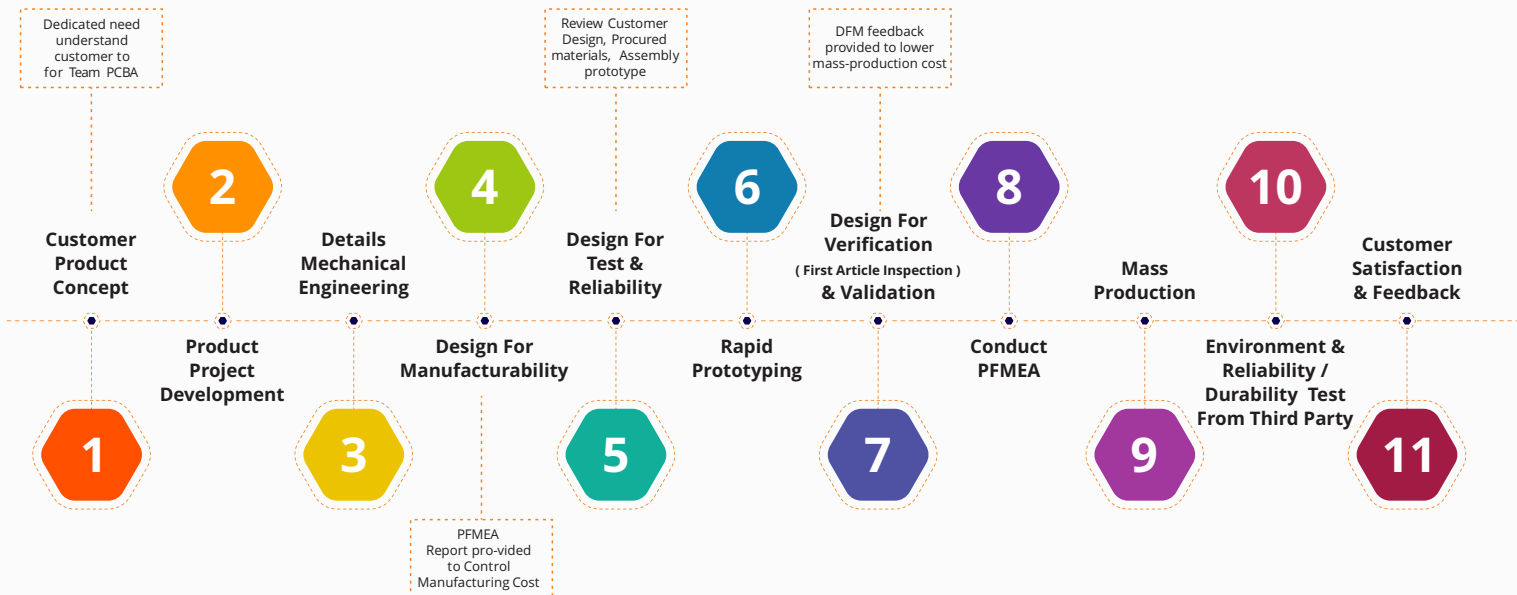 Dedicated need
understand
customer to
for Team PCBA
Review Customer
Design, Procured
materials, Assembly
prototype
DFM feedback
provided to lower
mass-production cost
1
Customer
Product
Concept
2
Product
Project
Development
3
Details
Mechanical
Engineering
4
Design For
Manufacturability
PFMEA
Report pro-vided
to Control
Manufacturing Cost
5
Design For
Test &
Reliability
6
Rapid
Prototyping
7
Design For
Verification
( First Article Inspection )
& Validation
8
Conduct
PFMEA
9
Mass
Production
10
Environment &
Reliability /
Durability Test
From Third Party
11
Customer
Satisfaction
& Feedback